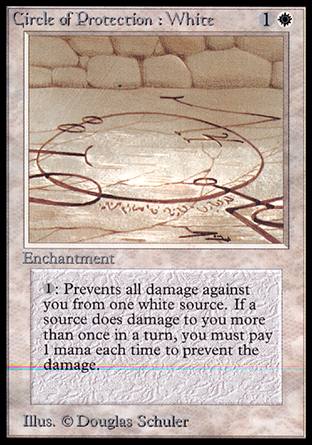 Circle of Protection : White 1
Enchantment
1: Prevents all damage against
you from one white source. If a
source does damage to you more
than once in a turn, you must pay
1 mana each time to prevent the
damage.
Illus. © Douglas Schuler